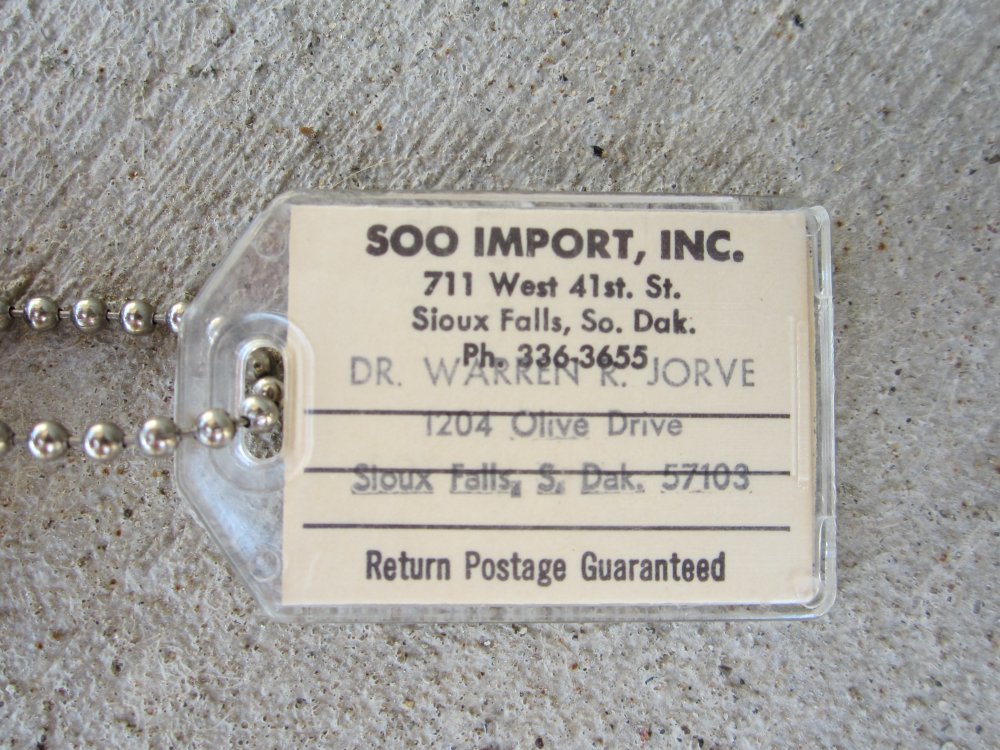 SOO IMPORT, INC.
711 West 41st. St.
Sioux Falls, So. Dak.
Ph. 336-3655
DR. WARREN R. JORVE
1204 Olive Drive
Sioux Falls, S. Dak. 57103
Return Postage Guaranteed